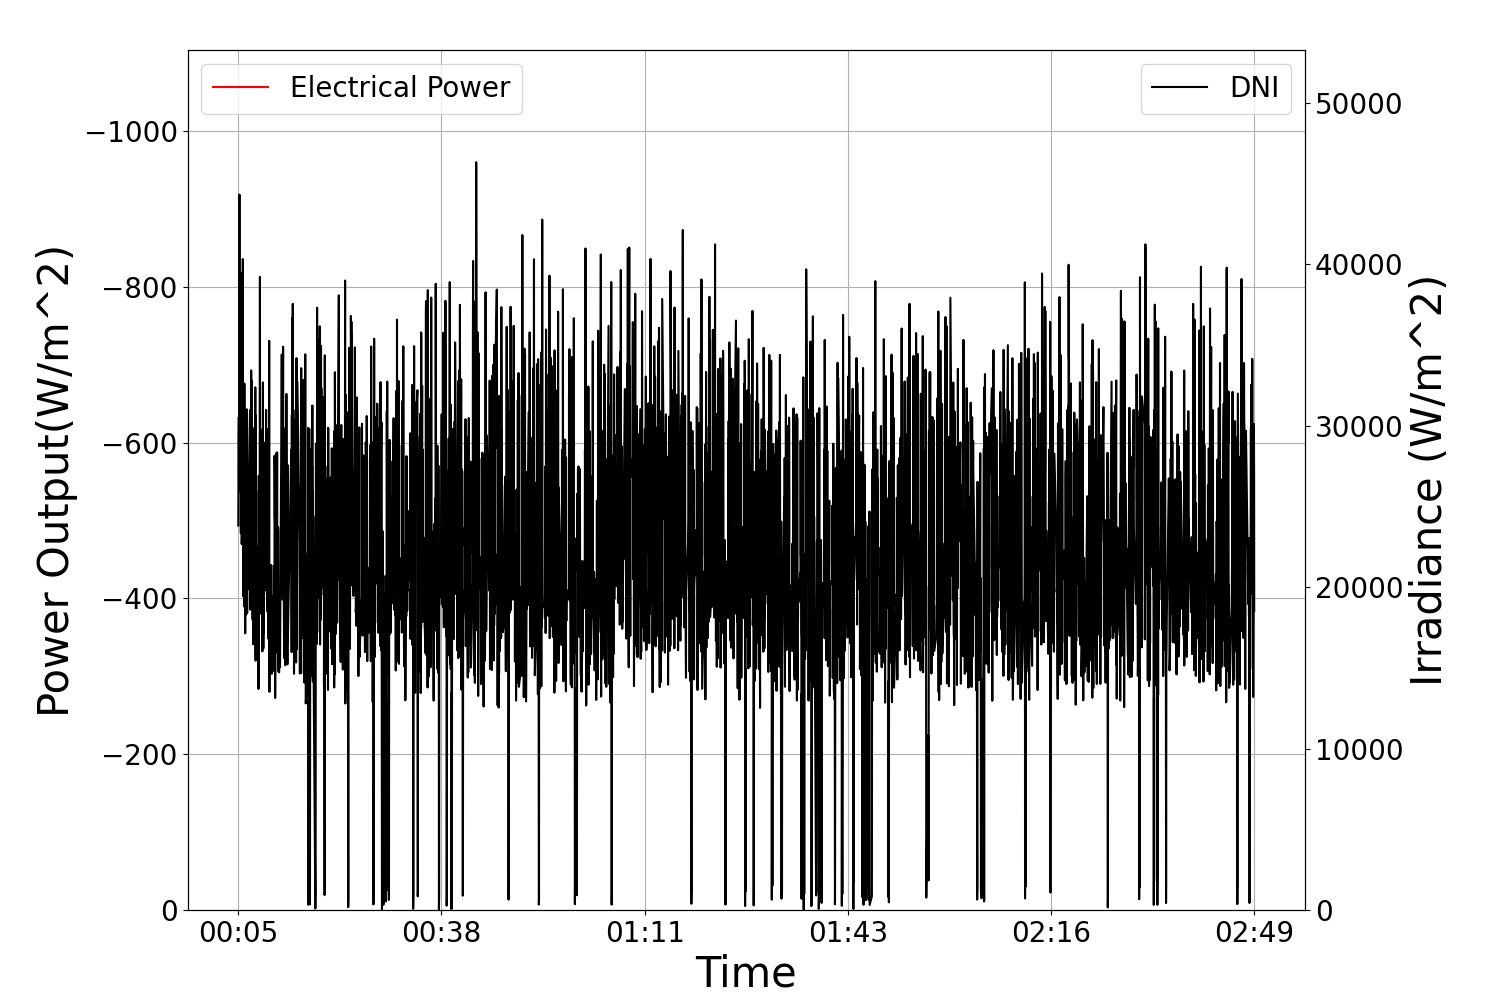 Electrical Power
DNI
−1000
−800
−600
−400
−200
0
Power Output(W/m^2)
50000
40000
30000
20000
10000
0
Irradiance (W/m^2)
00:05 00:38 01:11 01:43 02:16 02:49
Time